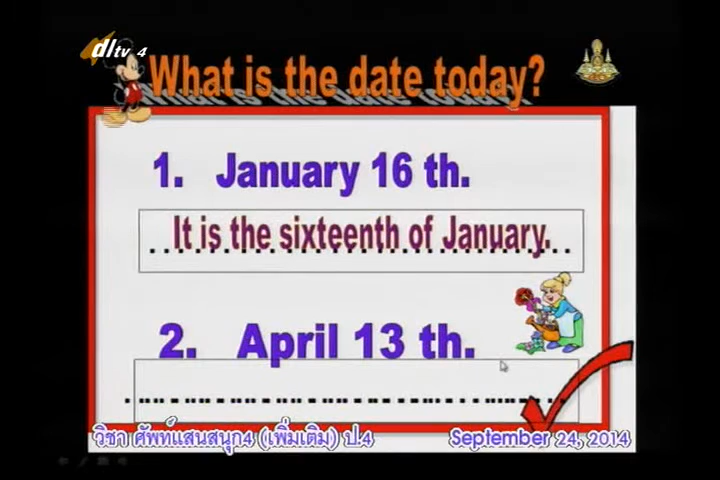 dltv 4
What is the date today?
1. January 16 th.
It is the sixteenth of January.
2. April 13 th.
วิชา ศัพท์แสนสนุก4 (เพิ่มเติม) ป.4 September 24, 2014